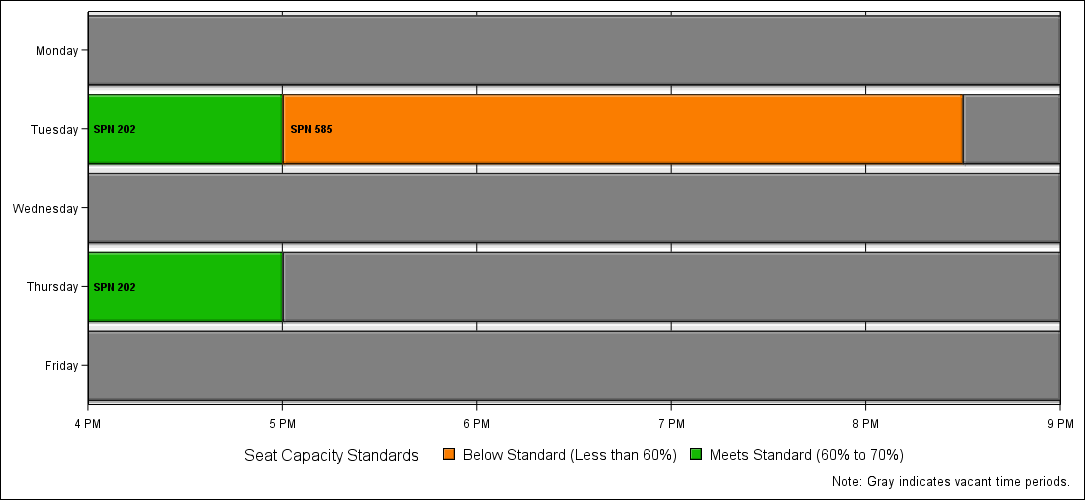 Monday
Tuesday
SPN 202
SPN 585
Wednesday
Thursday
SPN 202
Friday
4 PM
5 PM
6 PM
7 PM
8 PM
9 PM
Seat Capacity Standards
Below Standard (Less than 60%)
Meets Standard (60% to 70%)
Note: Gray indicates vacant time periods.